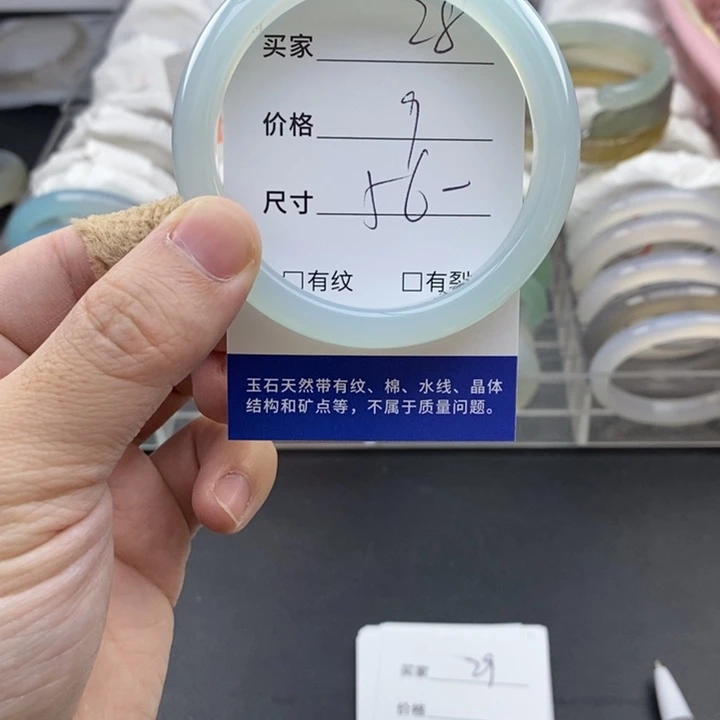 买家 28
价格 9
尺寸 56-
□有纹 □有裂
玉石天然带有纹、棉、水线、晶体
结构和矿点等，不属于质量问题。
买家 29
价格